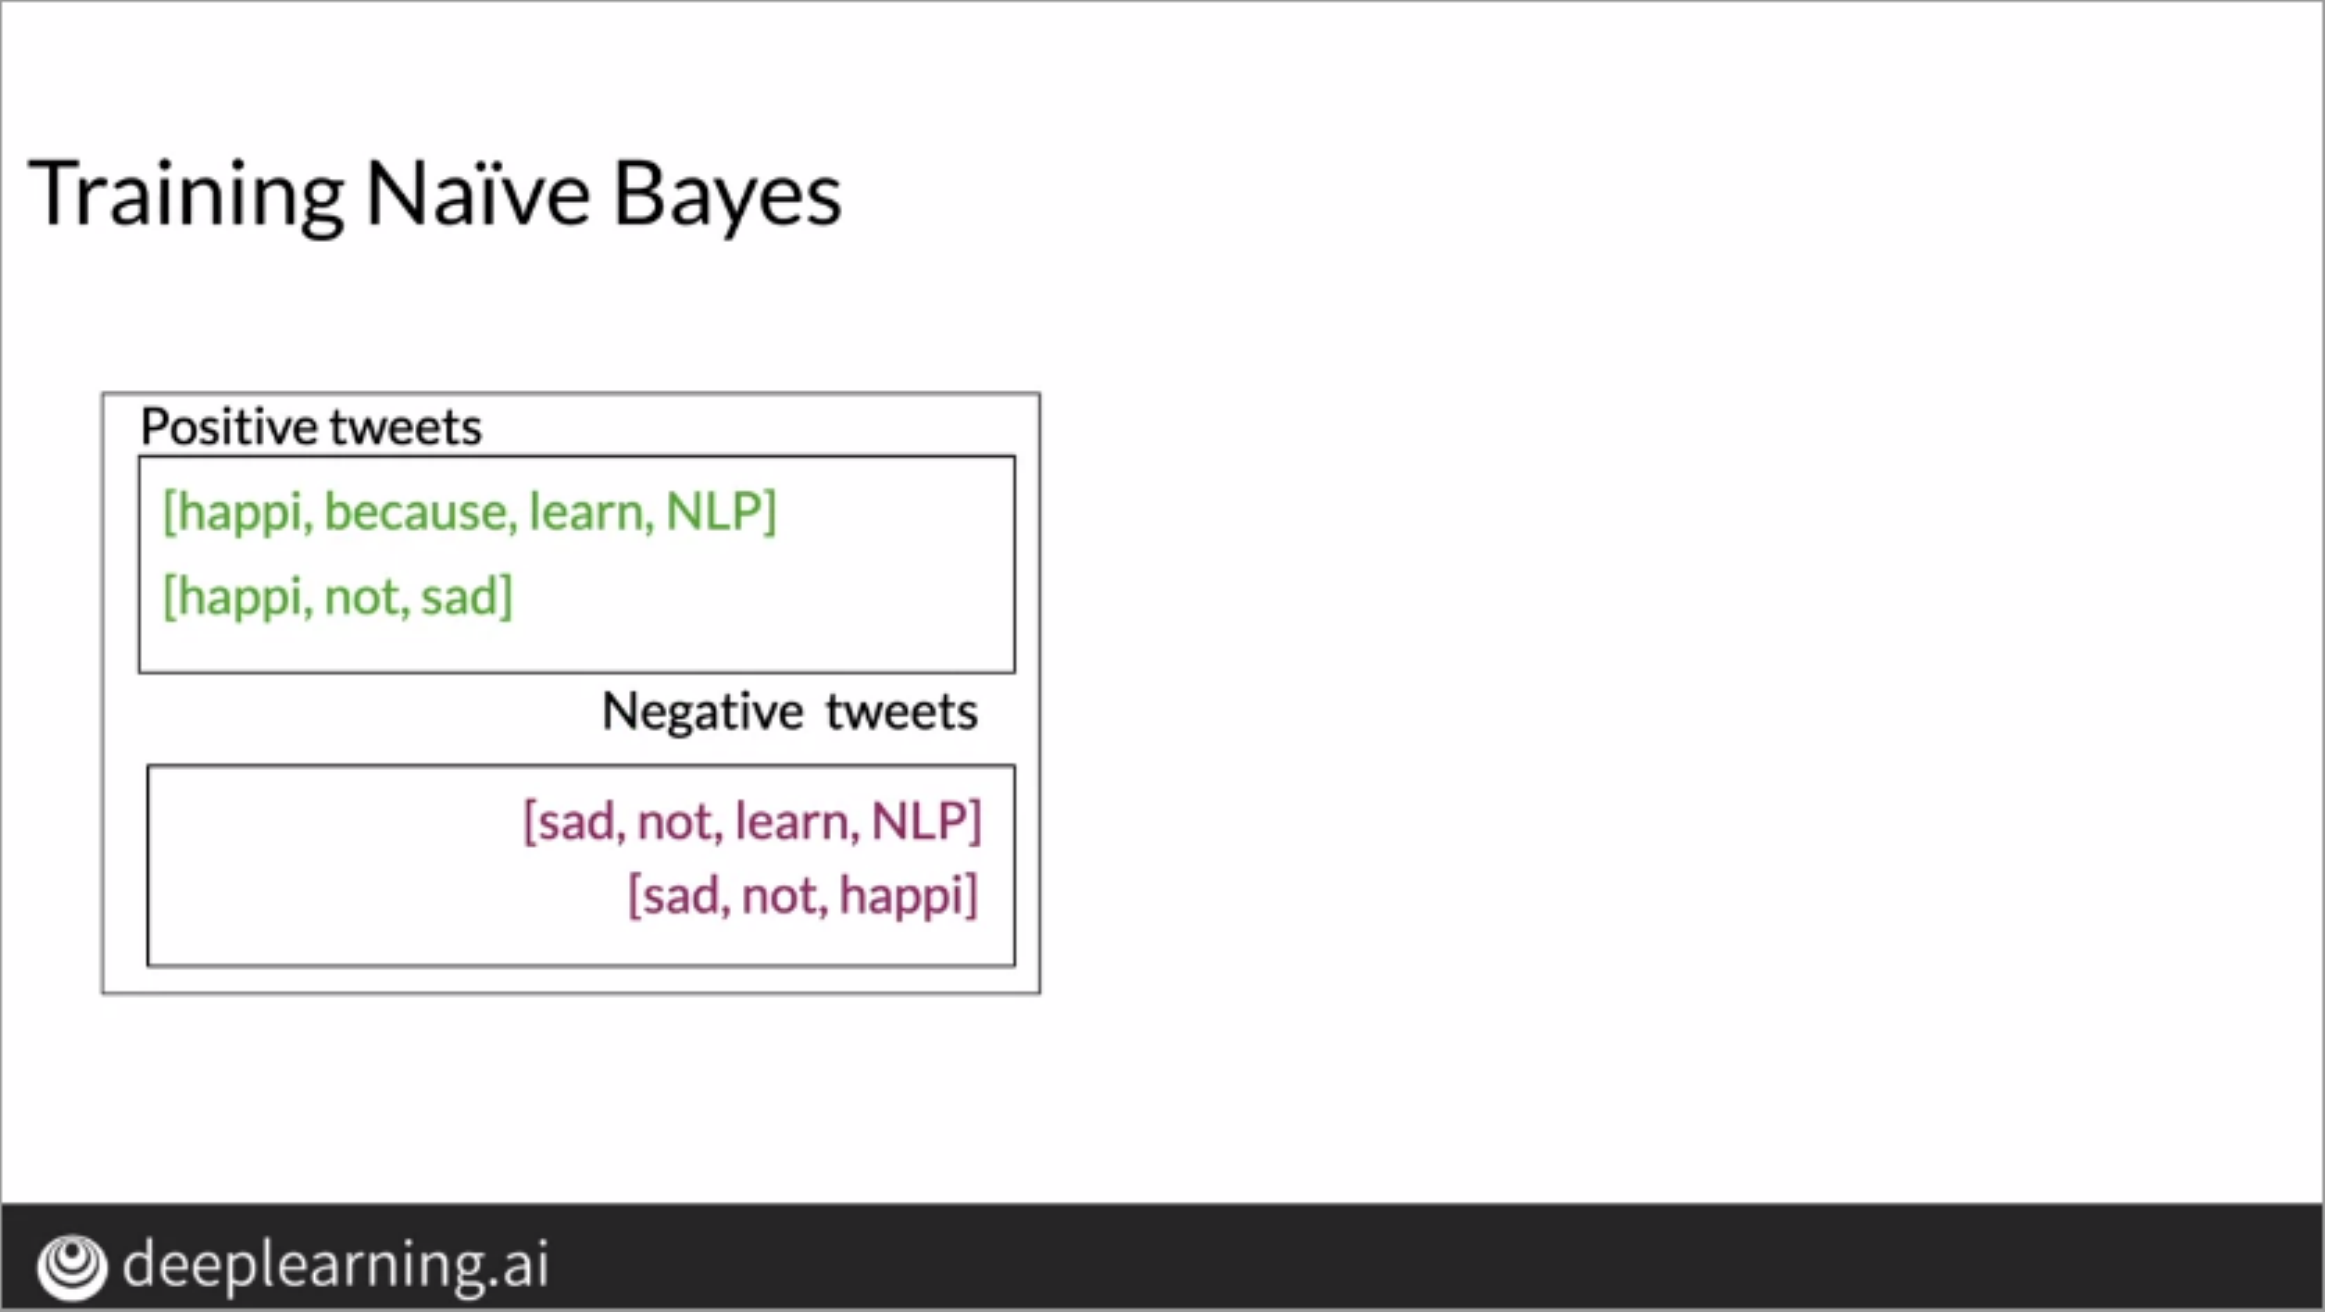 Training Naïve Bayes
Positive tweets
[happi, because, learn, NLP]
[happi, not, sad]
Negative tweets
[sad, not, learn, NLP]
[sad, not, happi]
deeplearning.ai